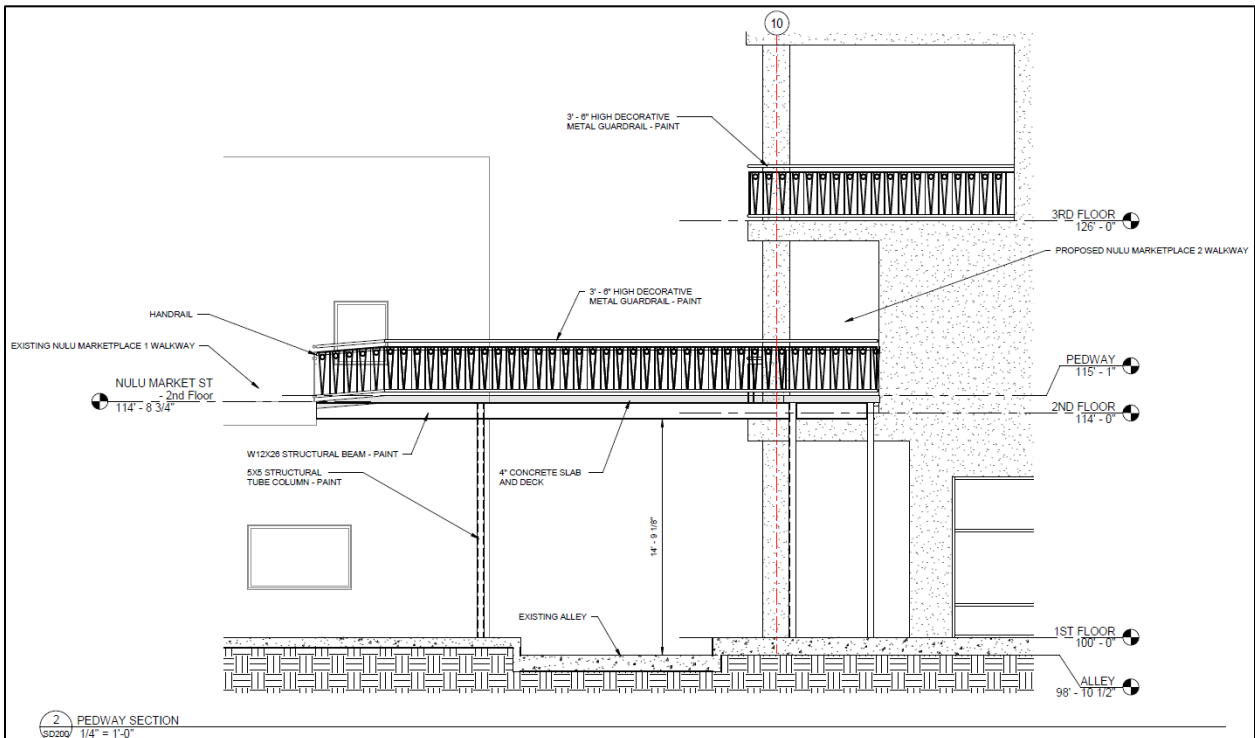 10
3' - 6" HIGH DECORATIVE
METAL GUARDRAIL - PAINT
3RD FLOOR
126' - 0"
PROPOSED NULU MARKETPLACE 2 WALKWAY
3' - 6" HIGH DECORATIVE
METAL GUARDRAIL - PAINT
HANDRAIL
EXISTING NULU MARKETPLACE 1 WALKWAY
NULU MARKET ST
- 2nd Floor
114' - 8 3/4"
PEDWAY
115' - 1"
2ND FLOOR
114' - 0"
W12X26 STRUCTURAL BEAM - PAINT
5X5 STRUCTURAL
TUBE COLUMN - PAINT
4" CONCRETE SLAB
AND DECK
14' - 9 1/8"
EXISTING ALLEY
1ST FLOOR
100' - 0"
ALLEY
98' - 10 1/2"
2
SD200
PEDWAY SECTION
1/4" = 1'-0"